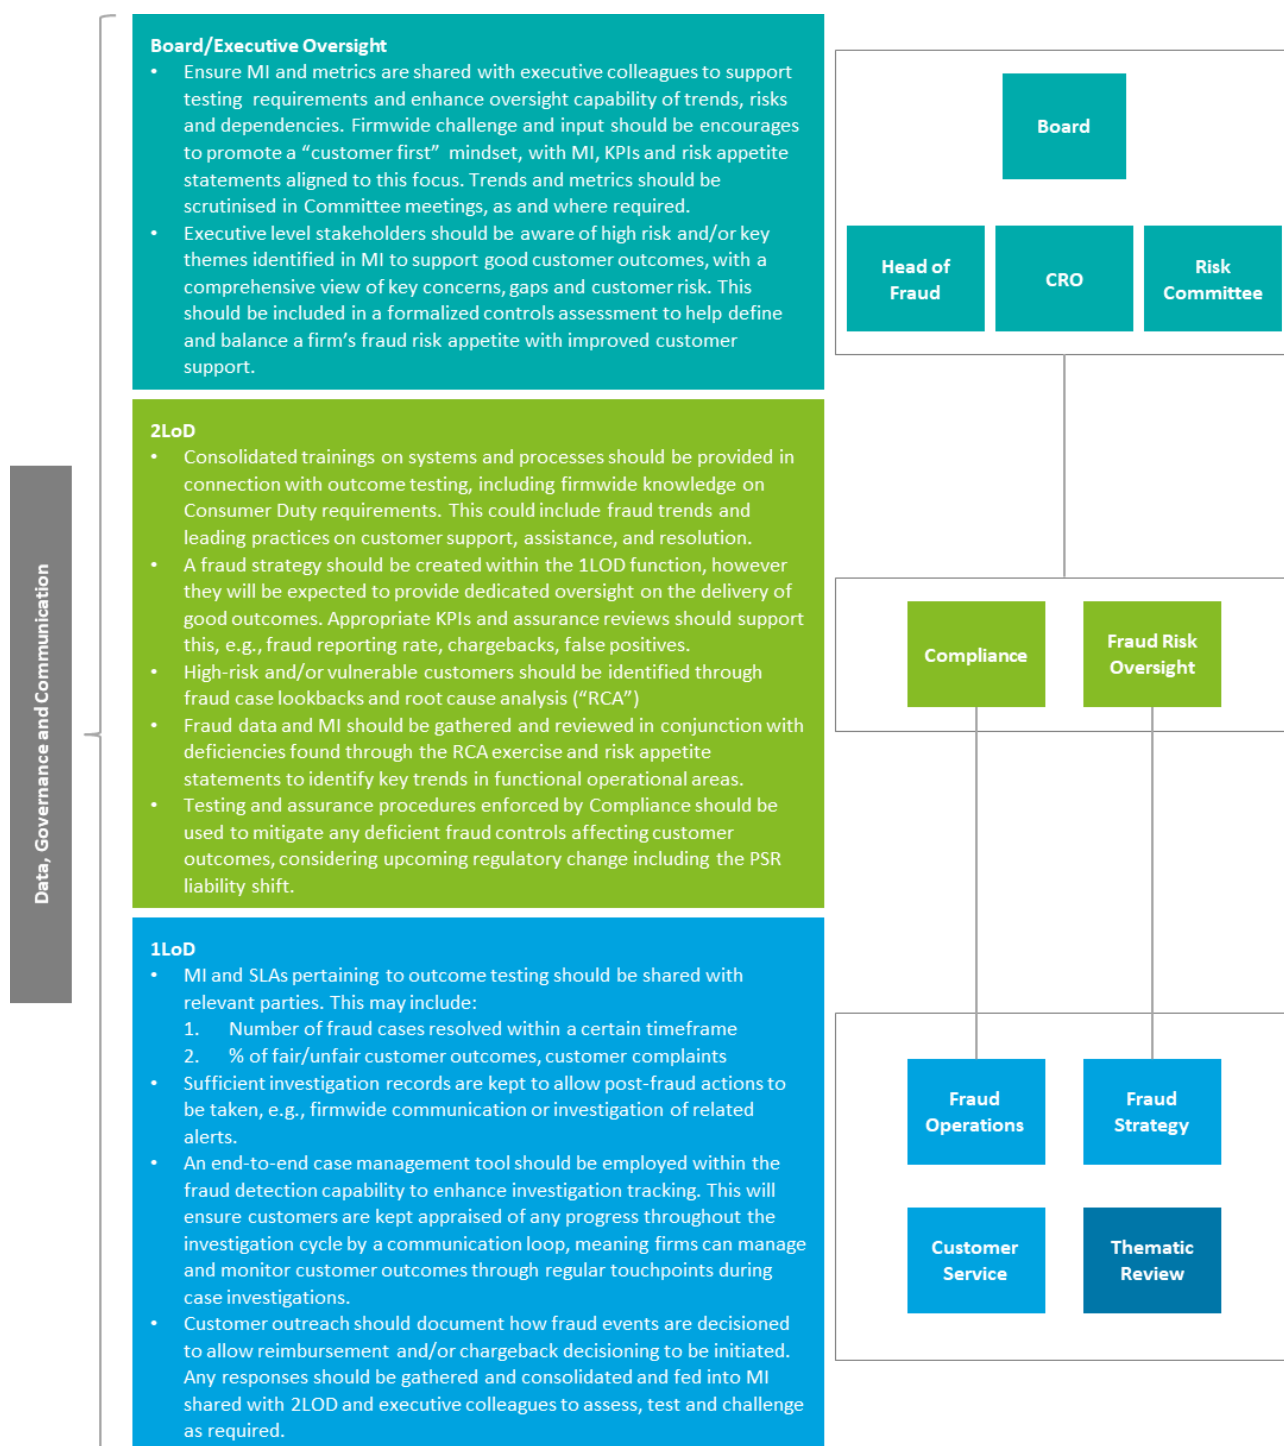 Board/Executive Oversight
• Ensure MI and metrics are shared with executive colleagues to support
testing requirements and enhance oversight capability of trends, risks
and dependencies. Firmwide challenge and input should be encourages
to promote a “customer first” mindset, with MI, KPIs and risk appetite
statements aligned to this focus. Trends and metrics should be
scrutinised in Committee meetings, as and where required.
• Executive level stakeholders should be aware of high risk and/or key
themes identified in MI to support good customer outcomes, with a
comprehensive view of key concerns, gaps and customer risk. This
should be included in a formalized controls assessment to help define
and balance a firm’s fraud risk appetite with improved customer
support.
Board
Head of
Fraud
CRO
Risk
Committee
Data, Governance and Communication
2LoD
• Consolidated trainings on systems and processes should be provided in
connection with outcome testing, including firmwide knowledge on
Consumer Duty requirements. This could include fraud trends and
leading practices on customer support, assistance, and resolution.
• A fraud strategy should be created within the 1LOD function, however
they will be expected to provide dedicated oversight on the delivery of
good outcomes. Appropriate KPIs and assurance reviews should support
this, e.g., fraud reporting rate, chargebacks, false positives.
• High-risk and/or vulnerable customers should be identified through
fraud case lookbacks and root cause analysis (“RCA”)
• Fraud data and MI should be gathered and reviewed in conjunction with
deficiencies found through the RCA exercise and risk appetite
statements to identify key trends in functional operational areas.
• Testing and assurance procedures enforced by Compliance should be
used to mitigate any deficient fraud controls affecting customer
outcomes, considering upcoming regulatory change including the PSR
liability shift.
Compliance
Fraud Risk
Oversight
1LoD
• MI and SLAs pertaining to outcome testing should be shared with
relevant parties. This may include:
1. Number of fraud cases resolved within a certain timeframe
2. % of fair/unfair customer outcomes, customer complaints
• Sufficient investigation records are kept to allow post-fraud actions to
be taken, e.g., firmwide communication or investigation of related
alerts.
• An end-to-end case management tool should be employed within the
fraud detection capability to enhance investigation tracking. This will
ensure customers are kept appraised of any progress throughout the
investigation cycle by a communication loop, meaning firms can manage
and monitor customer outcomes through regular touchpoints during
case investigations.
• Customer outreach should document how fraud events are decisioned
to allow reimbursement and/or chargeback decisioning to be initiated.
Any responses should be gathered and consolidated and fed into MI
shared with 2LOD and executive colleagues to assess, test and challenge
as required.
Fraud
Operations
Fraud
Strategy
Customer
Service
Thematic
Review